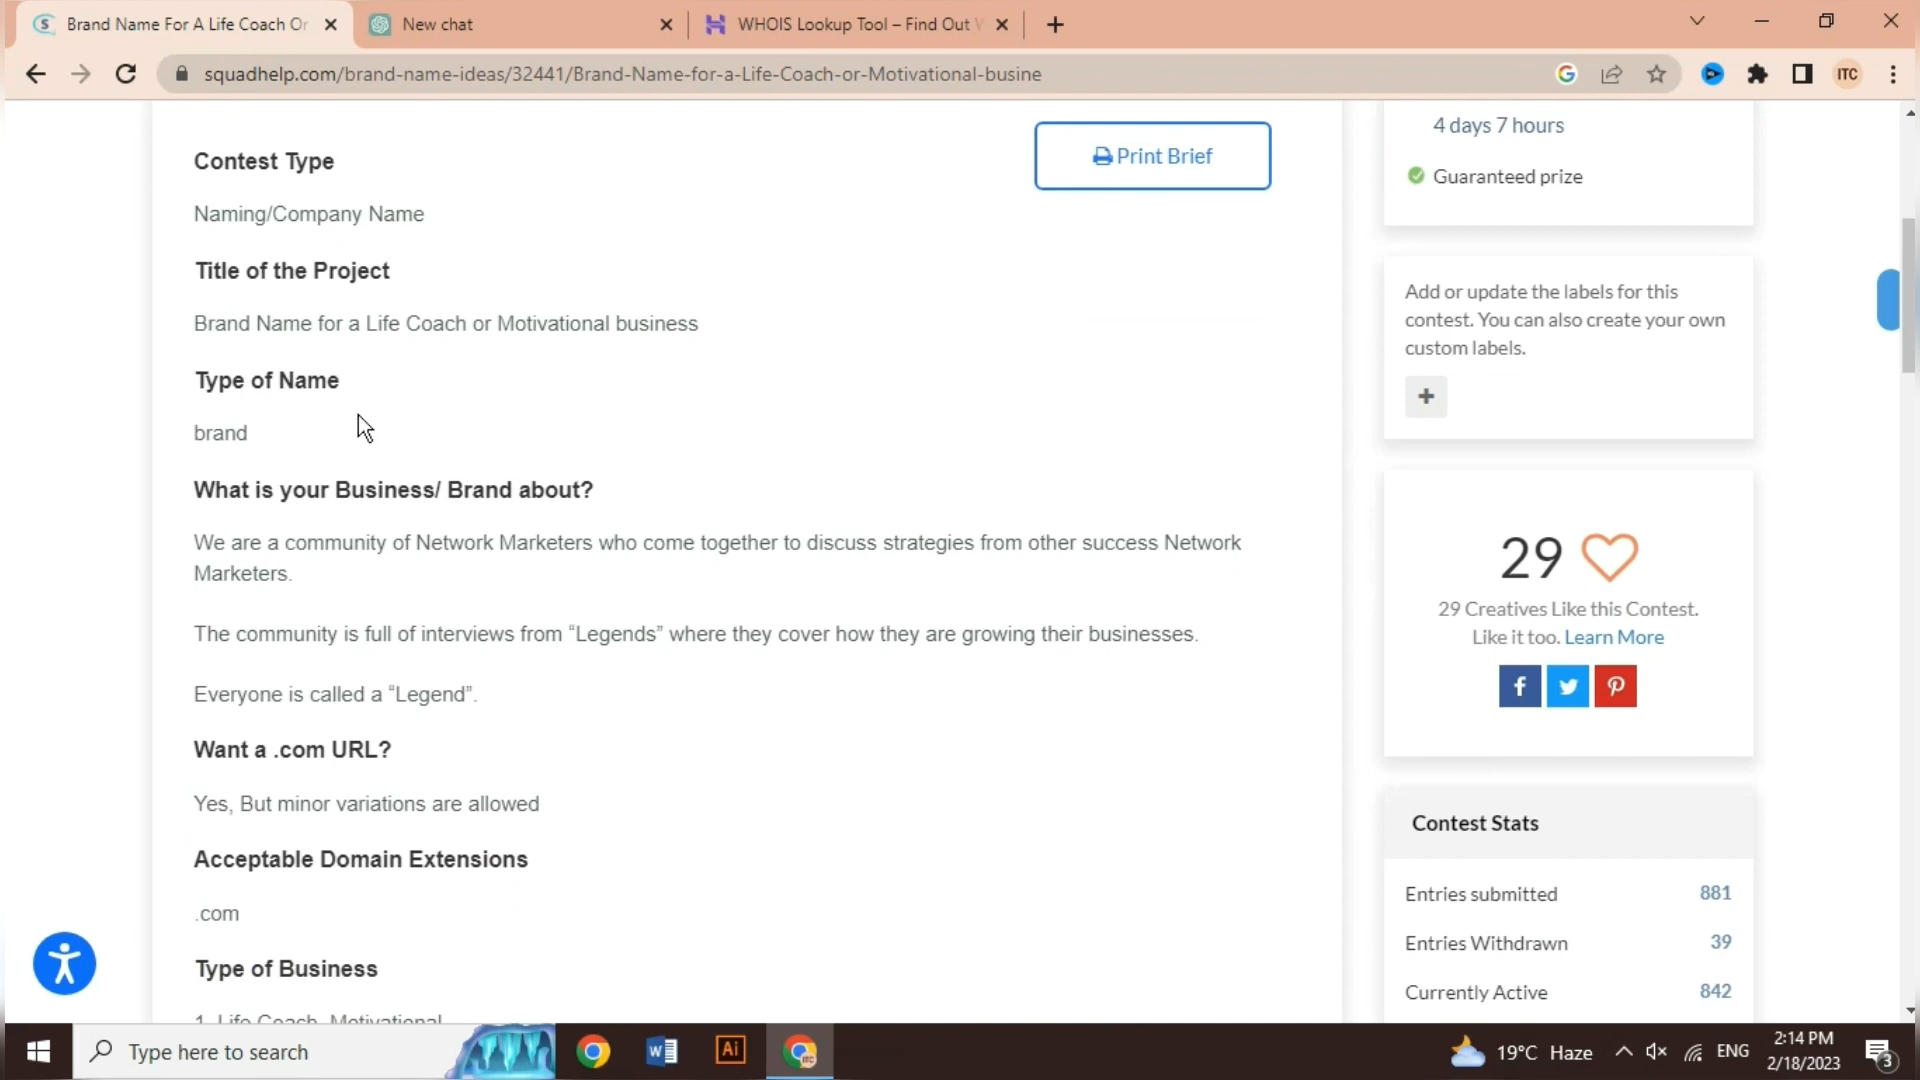 Brand Name For A Life Coach Or
New chat
WHOIS Lookup Tool – Find Out
squadhelp.com/brand-name-ideas/32441/Brand-Name-for-a-Life-Coach-or-Motivational-busine
ITC
Contest Type
Print Brief
Naming/Company Name
Title of the Project
Brand Name for a Life Coach or Motivational business
Type of Name
brand
What is your Business/ Brand about?
We are a community of Network Marketers who come together to discuss strategies from other success Network
Marketers.
The community is full of interviews from “Legends” where they cover how they are growing their businesses.
Everyone is called a “Legend”.
Want a .com URL?
Yes, But minor variations are allowed
Acceptable Domain Extensions
.com
Type of Business
1. Life Coach, Motivational
4 days 7 hours
Guaranteed prize
Add or update the labels for this
contest. You can also create your own
custom labels.
+
29
29 Creatives Like this Contest.
Like it too. Learn More
Contest Stats
Entries submitted 881
Entries Withdrawn 39
Currently Active 842
Type here to search
Ai
19°C Haze
ENG
2:14 PM
2/18/2023
3